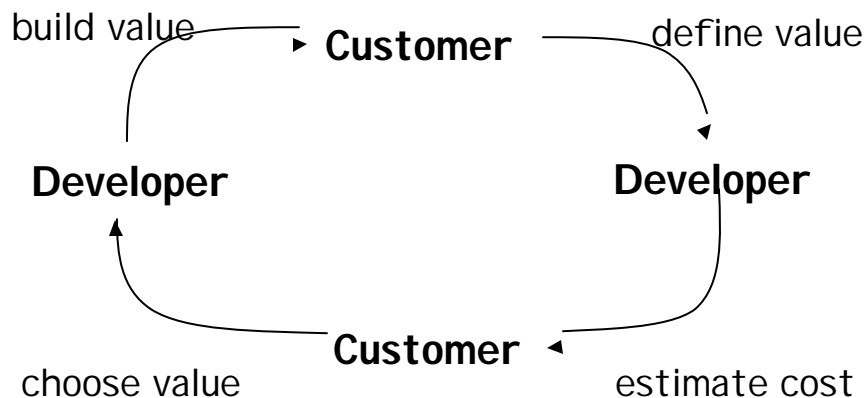 build value
Customer
define value
Developer
Developer
Customer
choose value
estimate cost